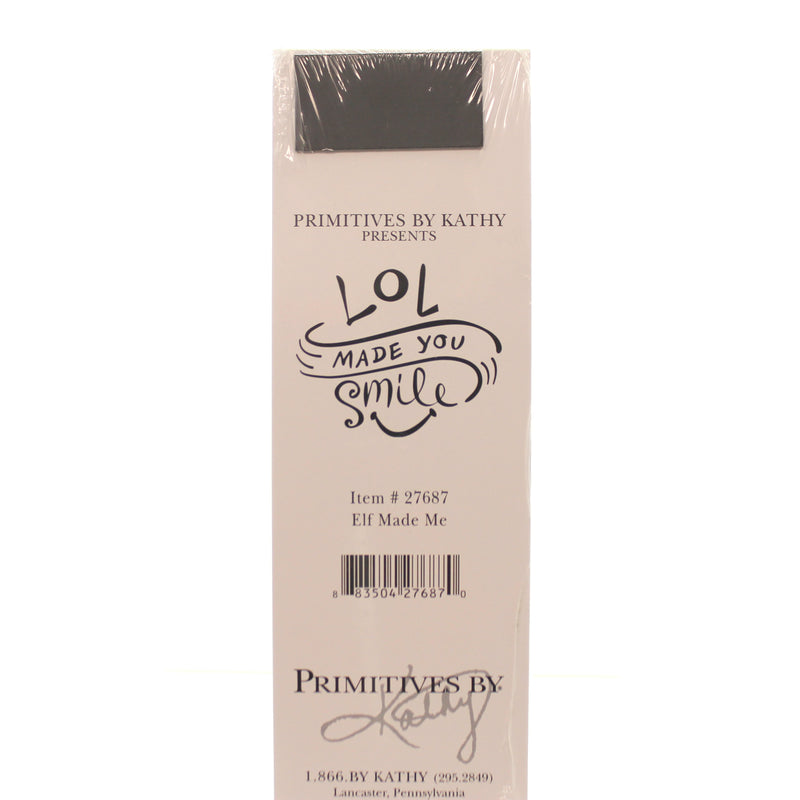 PRIMITIVES BY KATHY
PRESENTS
LOL
MADE YOU
Smile
Item # 27687
Elf Made Me
8 83504 27687 0
PRIMITIVES BY®
Kathy
1.866.BY KATHY (295.2849)
Lancaster, Pennsylvania